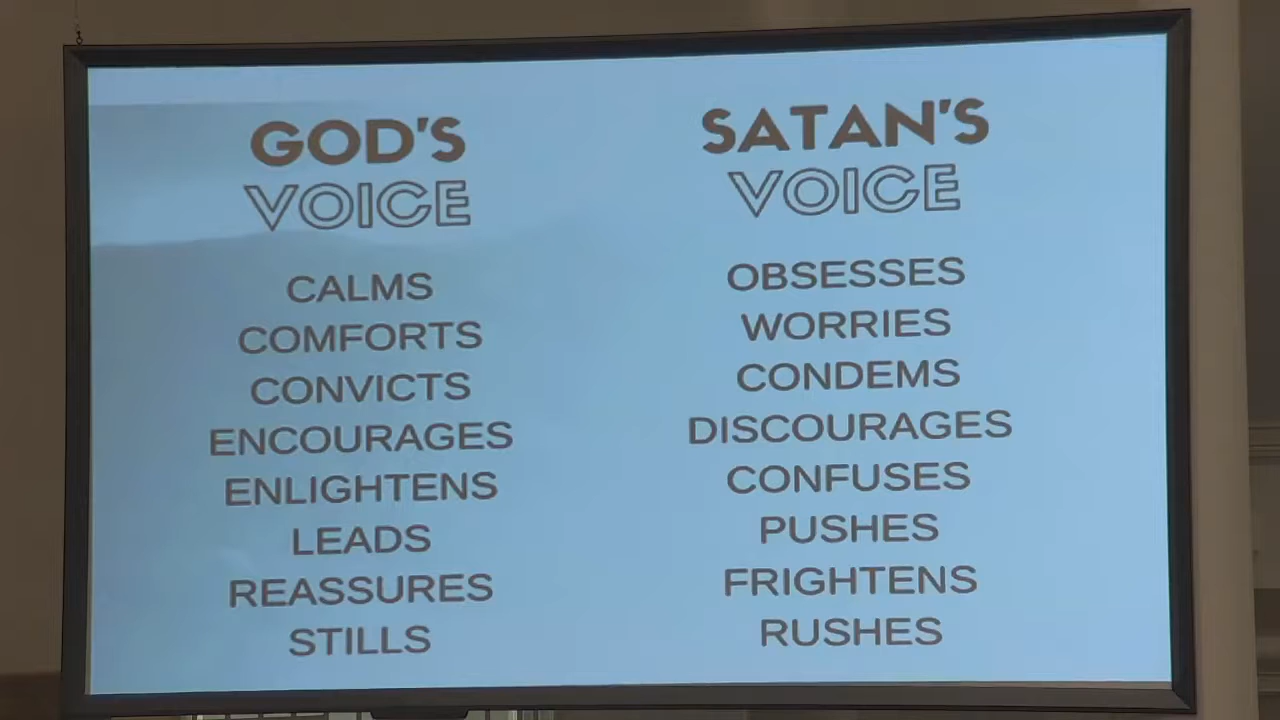 GOD'S
VOICE
CALMS
COMFORTS
CONVICTS
ENCOURAGES
ENLIGHTENS
LEADS
REASSURES
STILLS
SATAN'S
VOICE
OBSESSES
WORRIES
CONDEMS
DISCOURAGES
CONFUSES
PUSHES
FRIGHTENS
RUSHES